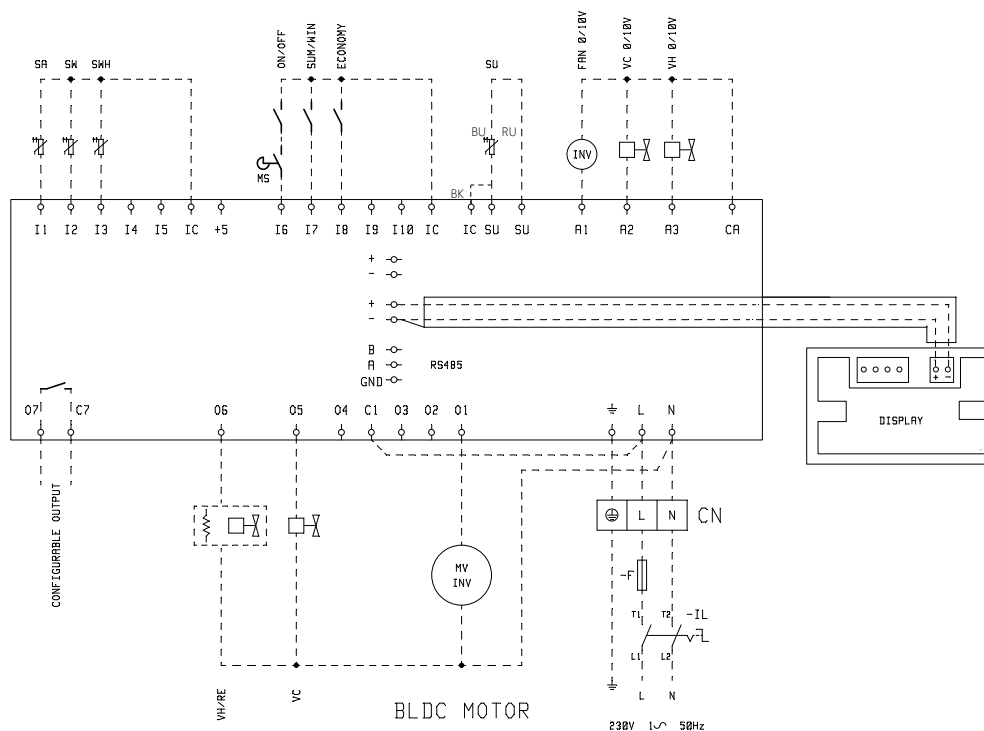 ON/OFF
SUM/WIN
ECONOMY
FAN 0/10V
VC 0/10V
VH 0/10V
SA SW SWH SU
BU RU
INV
MS
BK
I1 I2 I3 I4 I5 IC +5 I6 I7 I8 I9 I10 IC IC SU SU A1 A2 A3 CA
+
-
+
-
B
A RS485
GND
+ -
DISPLAY
O7 C7 O6 O5 O4 C1 O3 O2 O1 L N
L N CN
CONFIGURABLE OUTPUT
MV
INV
-F
T1 T2 -IL
L1 L2
VH/RE
VC
L N
BLDC MOTOR
230V 1~ 50Hz